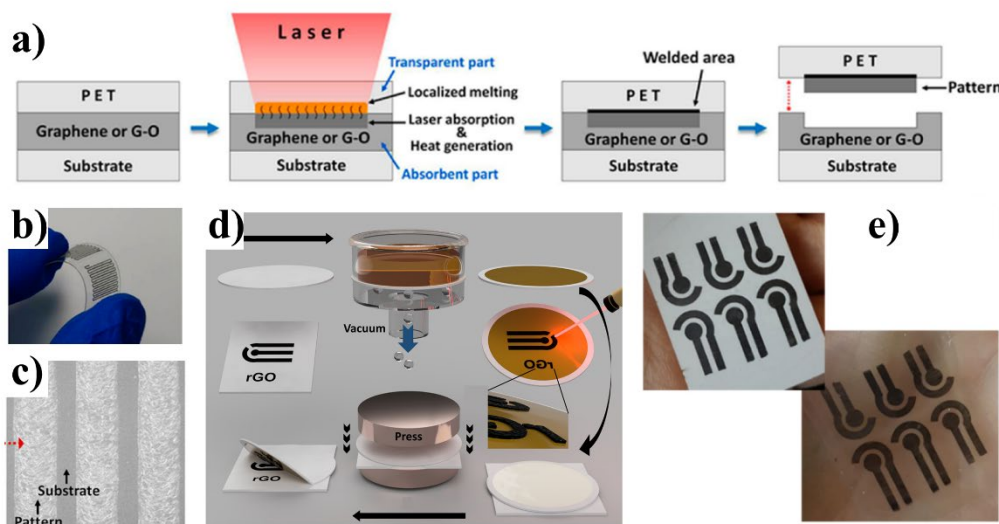 a)
Laser
PET
Graphene or G-O
Substrate
Transparent part
Localized melting
Laser absorption
&
Heat generation
Graphene or G-O
Substrate
Absorbent part
Welded area
PET
Graphene or G-O
Substrate
PET
Pattern
Graphene or G-O
Substrate
b)
c)
Substrate
Pattern
d)
Vacuum
rGO
rGO
Press
rGO
e)